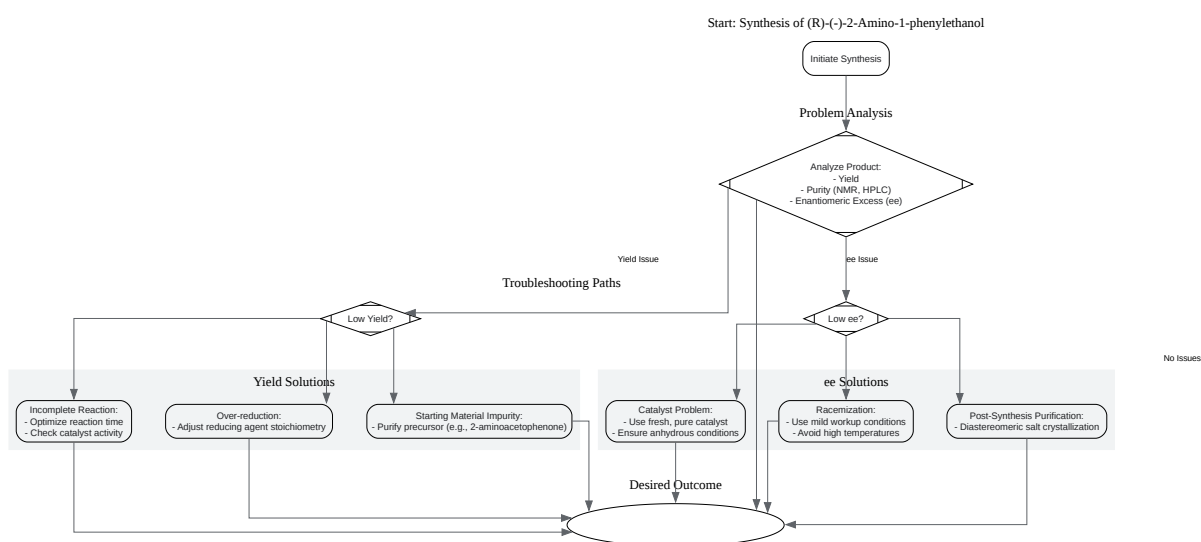 Start: Synthesis of (R)-(-)-2-Amino-1-phenylethanol
Initiate Synthesis
Problem Analysis
Analyze Product:
- Yield
- Purity (NMR, HPLC)
- Enantiomeric Excess (ee)
Yield Issue
ee Issue
Troubleshooting Paths
Low Yield?
Low ee?
No Issues
Yield Solutions
ee Solutions
Incomplete Reaction:
- Optimize reaction time
- Check catalyst activity
Over-reduction:
- Adjust reducing agent stoichiometry
Starting Material Impurity:
- Purify precursor (e.g., 2-aminoacetophenone)
Catalyst Problem:
- Use fresh, pure catalyst
- Ensure anhydrous conditions
Racemization:
- Use mild workup conditions
- Avoid high temperatures
Post-Synthesis Purification:
- Diastereomeric salt crystallization
Desired Outcome